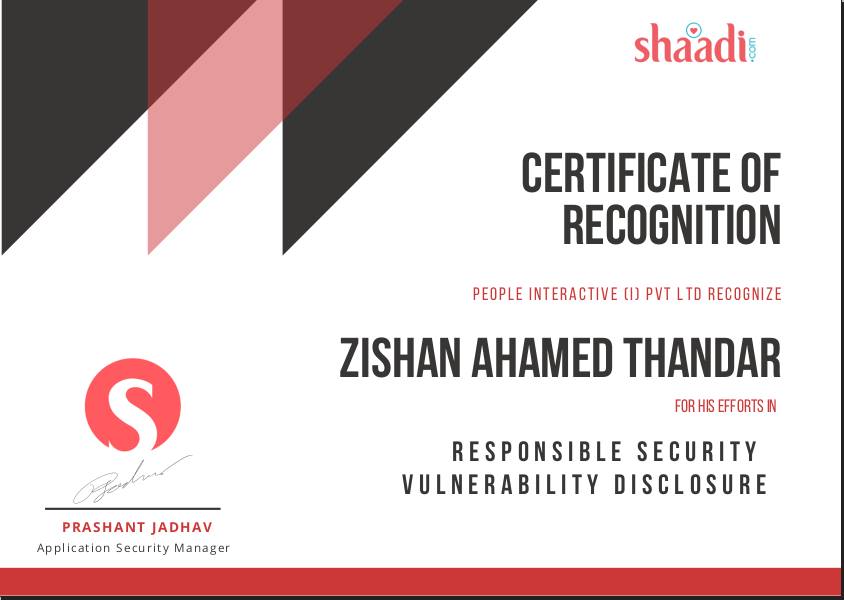 shaadi.com
CERTIFICATE OF
RECOGNITION
PEOPLE INTERACTIVE (I) PVT LTD RECOGNIZE
ZISHAN AHAMED THANDAR
FOR HIS EFFORTS IN
RESPONSIBLE SECURITY
VULNERABILITY DISCLOSURE
S
PRASHANT JADHAV
Application Security Manager